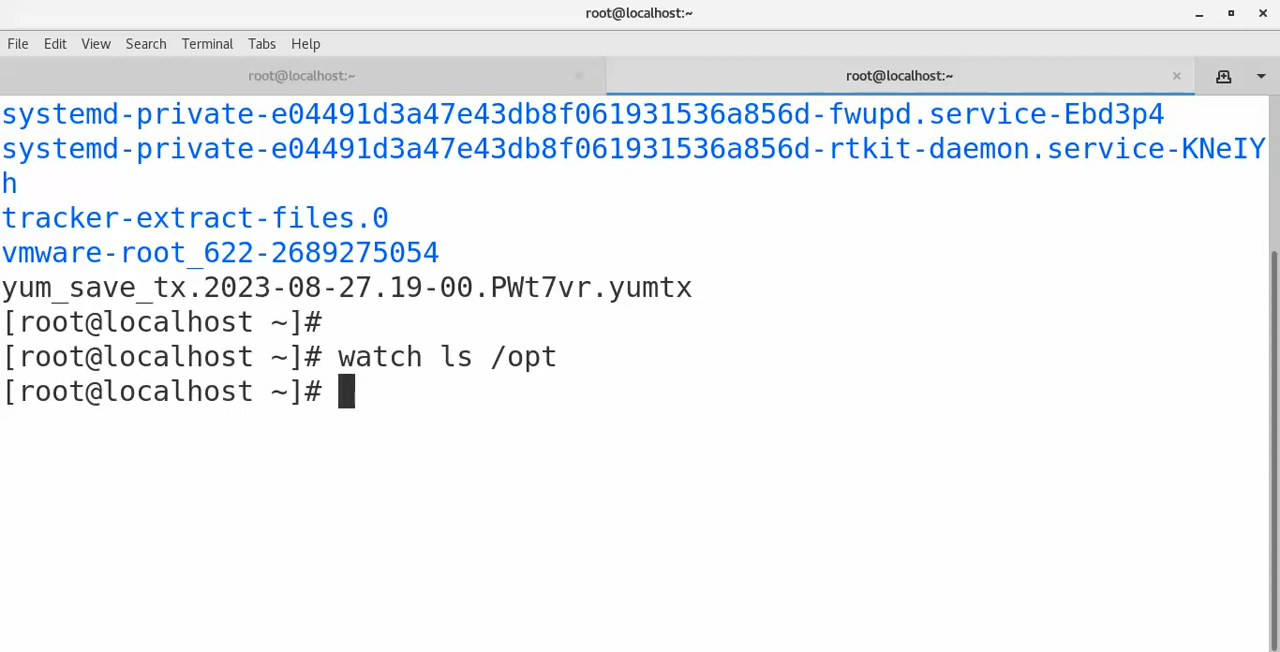 root@localhost:~
File Edit View Search Terminal Tabs Help
root@localhost:~ root@localhost:~
systemd-private-e04491d3a47e43db8f061931536a856d-fwupd.service-Ebd3p4
systemd-private-e04491d3a47e43db8f061931536a856d-rtkit-daemon.service-KNeIY
h
tracker-extract-files.0
vmware-root_622-2689275054
yum_save_tx.2023-08-27.19-00.PWt7vr.yumtx
[root@localhost ~]#
[root@localhost ~]# watch ls /opt
[root@localhost ~]#